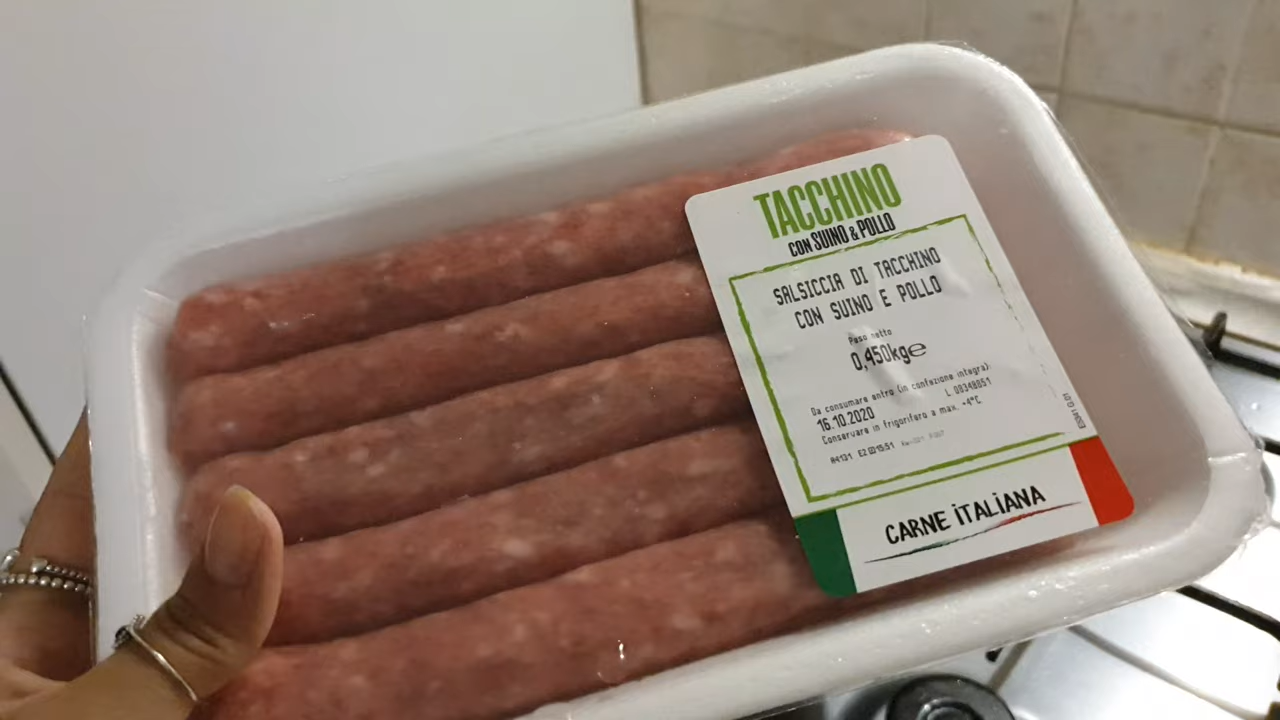 TACCHINO
CON SUINO & POLLO
SALSICCIA DI TACCHINO
CON SUINO E POLLO
Peso netto
0,450kg℮
Da consumare entro (in confezione integra):
16.10.2020 L 09348051
Conservare in frigorifero a max. +4°C
CARNE iTALIANA